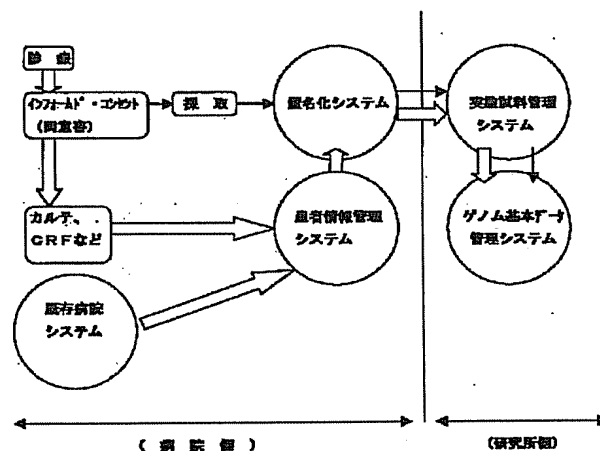 診療
インフォームド・コンセント
(同意書)
採取
匿名化システム
カルテ、
CRFなど
患者情報管理
システム
既存病院
システム
試料管理
システム
ゲノム基本データ
管理システム
(病院側)
(研究所側)